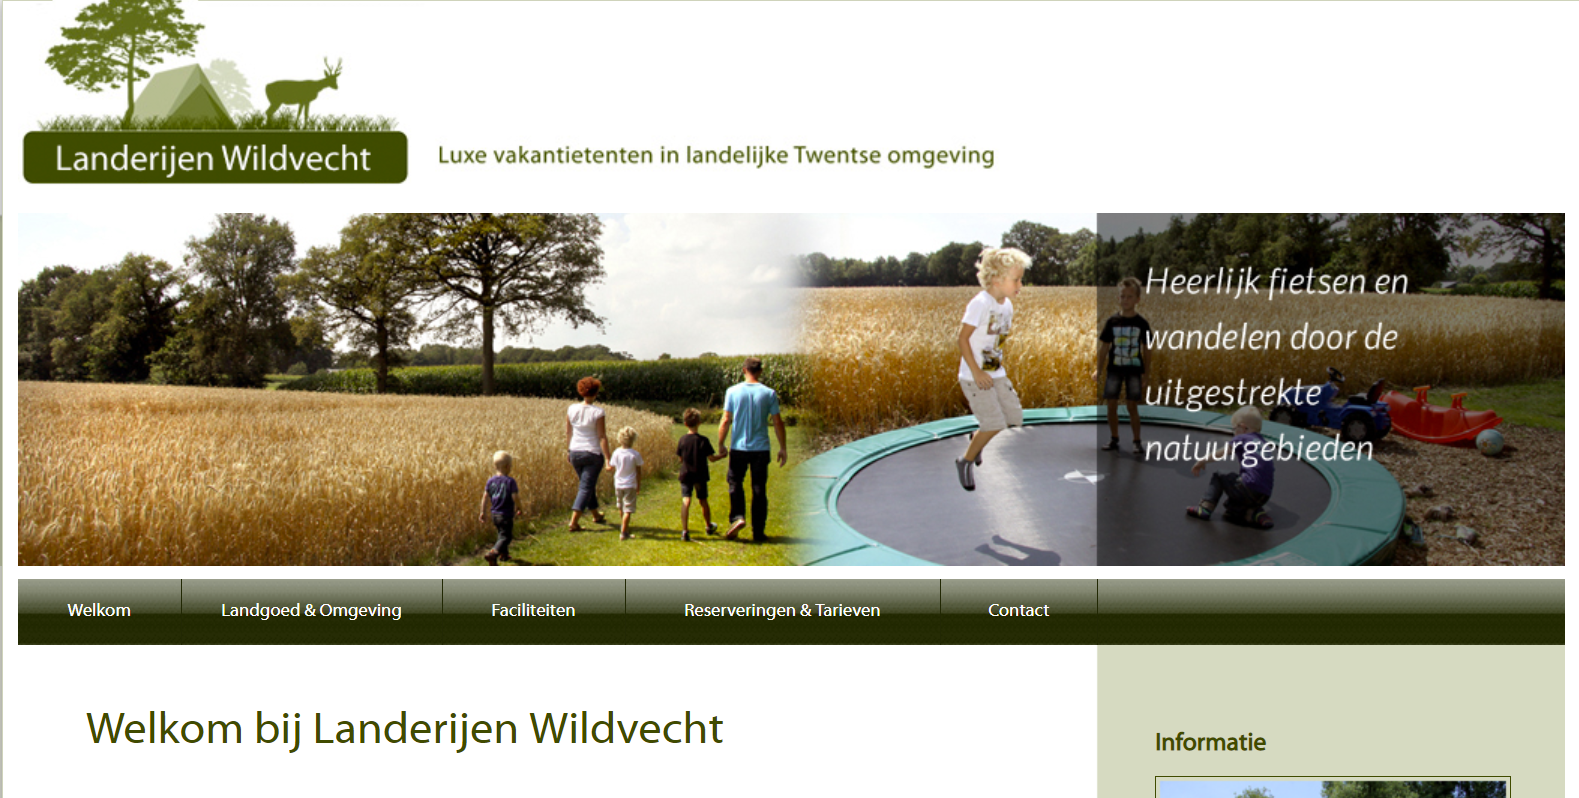 Landerijen Wildvecht
Luxe vakantietenten in landelijke Twentse omgeving
Heerlijk fietsen en
wandelen door de
uitgestrekte
natuurgebieden
Welkom
Landgoed & Omgeving
Faciliteiten
Reserveringen & Tarieven
Contact
Welkom bij Landerijen Wildvecht
Informatie